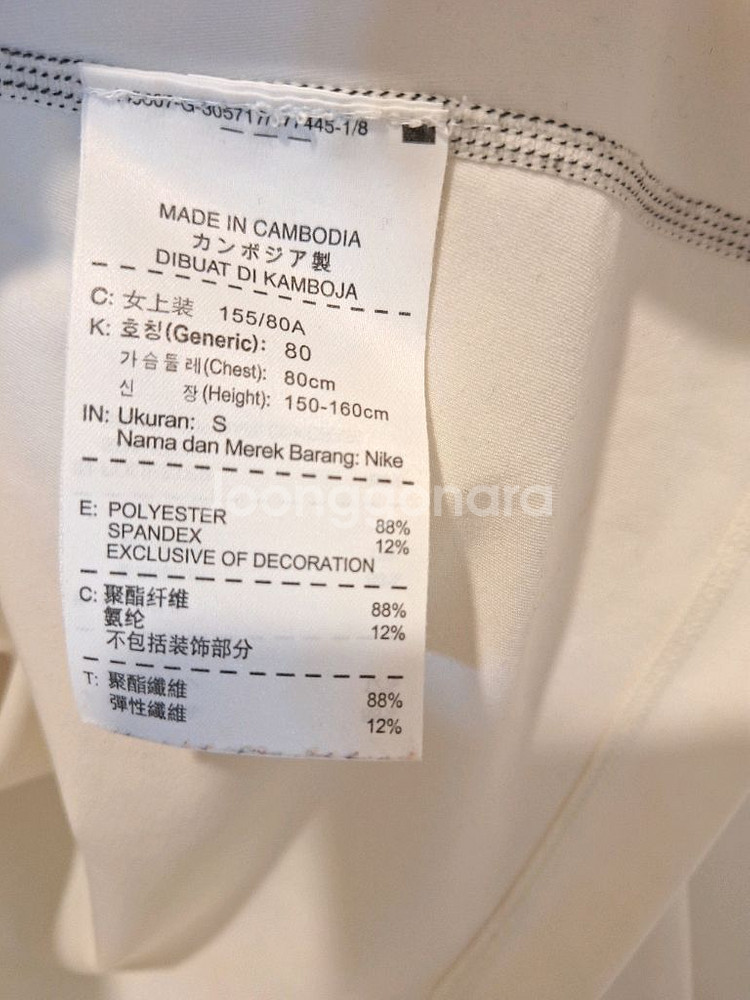 445-1/8
MADE IN CAMBODIA
カンボジア製
DIBUAT DI KAMBOJA
C: 女上装 155/80A
K: 호칭(Generic): 80
가슴둘레(Chest): 80cm
신 장(Height): 150-160cm
IN: Ukuran: S
Nama dan Merek Barang: Nike
E: POLYESTER 88%
SPANDEX 12%
EXCLUSIVE OF DECORATION
C: 聚酯纤维 88%
氨纶 12%
不包括装饰部分
T: 聚酯纖維 88%
彈性纖維 12%